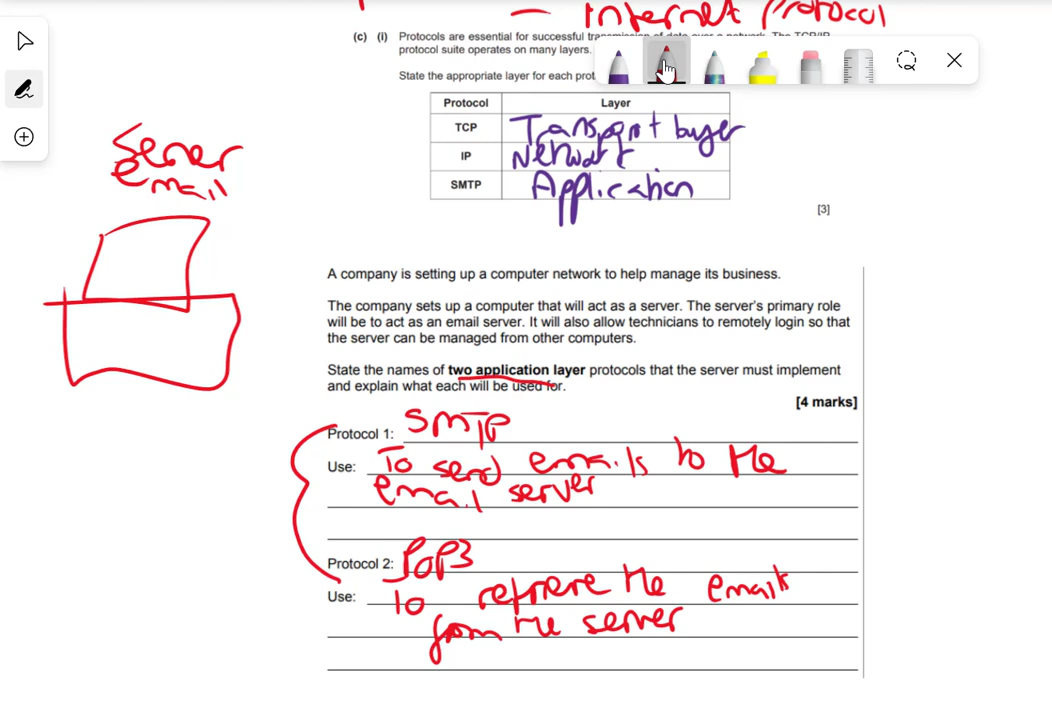 – Internet Protocol
(c) (i) Protocols are essential for successful
protocol suite operates on many layers.
State the appropriate layer for each
Protocol Layer
TCP Transport layer
IP Network
SMTP Application
[3]
Server
email
A company is setting up a computer network to help manage its business.
The company sets up a computer that will act as a server. The server's primary role
will be to act as an email server. It will also allow technicians to remotely login so that
the server can be managed from other computers.
State the names of two application layer protocols that the server must implement
and explain what each will be used for.
[4 marks]
Protocol 1: SMTP
Use: To send emails to the
email server
Protocol 2: POP3
Use: To retrieve the emails
from the server